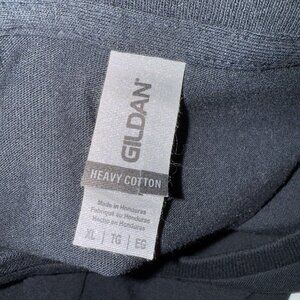 GILDAN
HEAVY COTTON
Made in Honduras
Fabriqué au Honduras
Hecho en Honduras
XL | TG | EG